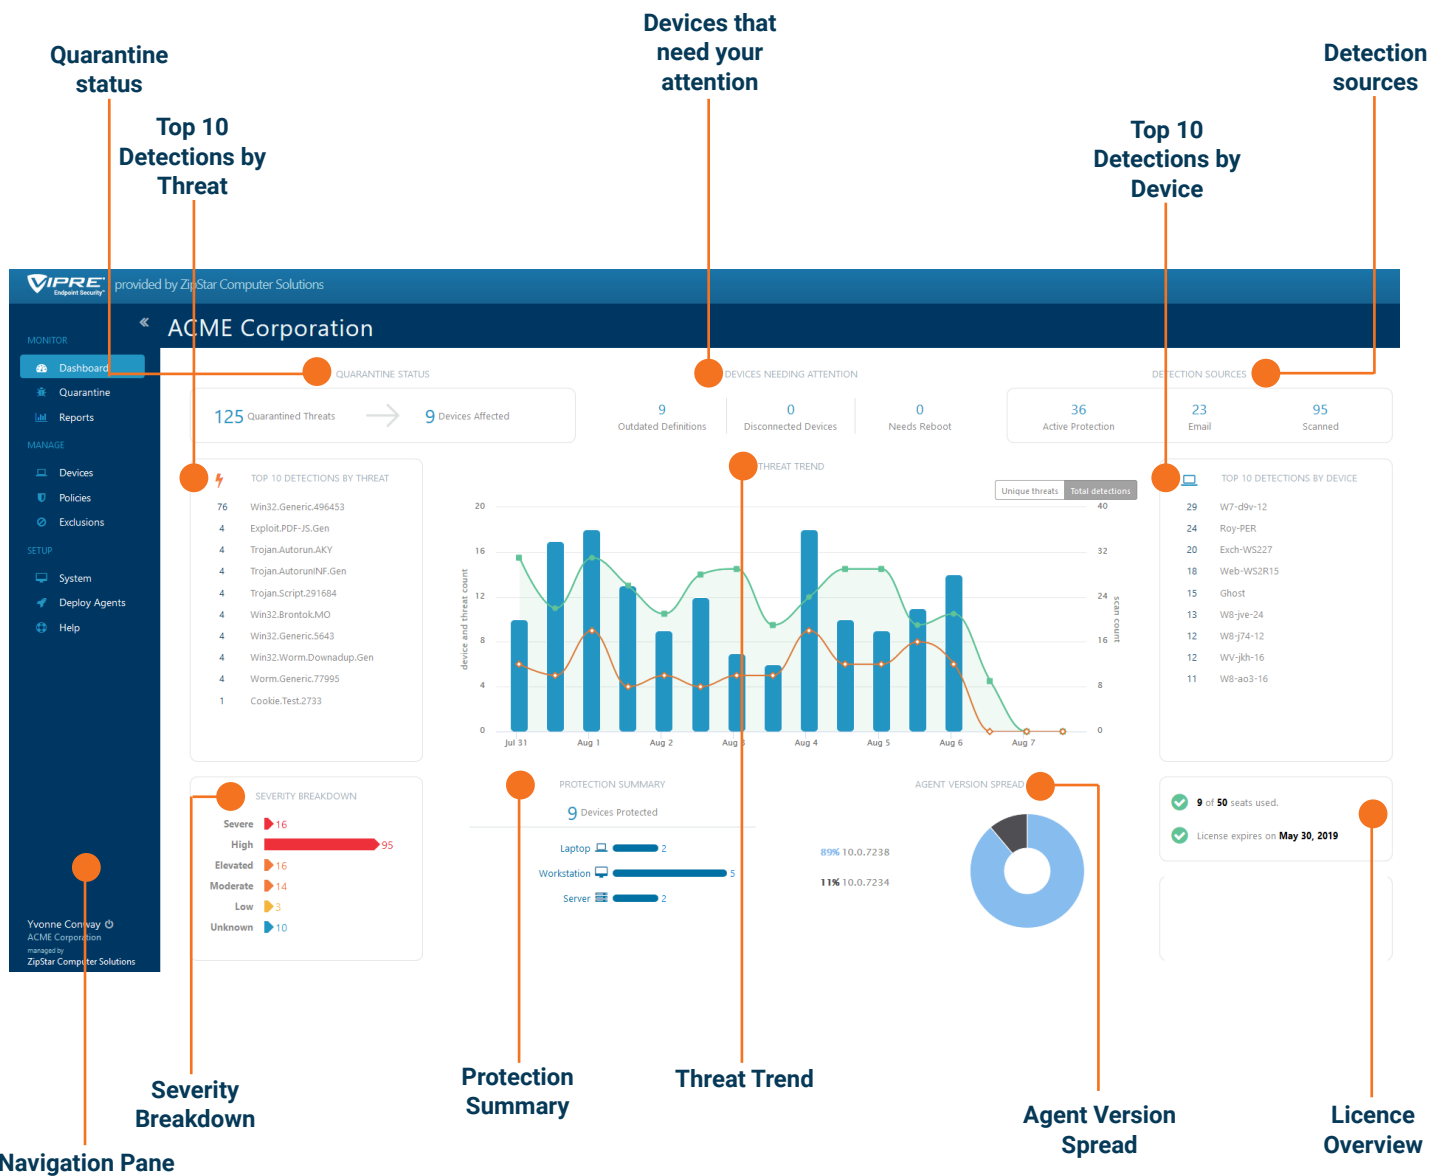 Quarantine
status
Devices that
need your
attention
Detection
sources
Top 10
Detections by
Threat
Top 10
Detections by
Device
VIPRE
Endpoint Security
provided by ZipStar Computer Solutions
ACME Corporation
MONITOR
Dashboard
Quarantine
Reports
MANAGE
Devices
Policies
Exclusions
SETUP
System
Deploy Agents
Help
Yvonne Conway
ACME Corporation
managed by
ZipStar Computer Solutions
QUARANTINE STATUS
125 Quarantined Threats
9 Devices Affected
DEVICES NEEDING ATTENTION
9
Outdated Definitions
0
Disconnected Devices
0
Needs Reboot
DETECTION SOURCES
36
Active Protection
23
Email
95
Scanned
TOP 10 DETECTIONS BY THREAT
76 Win32.Generic.496453
4 Exploit.PDF-JS.Gen
4 Trojan.Autorun.AKY
4 Trojan.AutorunINF.Gen
4 Trojan.Script.291684
4 Win32.Brontok.MO
4 Win32.Generic.5643
4 Win32.Worm.Downadup.Gen
4 Worm.Generic.77995
1 Cookie.Test.2733
THREAT TREND
Unique threats Total detections
device and threat count
20
16
12
8
4
0
40
32
24
16
8
0
scan count
Jul 31 Aug 1 Aug 2 Aug 3 Aug 4 Aug 5 Aug 6 Aug 7
TOP 10 DETECTIONS BY DEVICE
29 W7-d9v-12
24 Roy-PER
20 Exch-WS227
18 Web-WS2R15
15 Ghost
13 W8-jve-24
12 W8-j74-12
12 WV-jkh-16
11 W8-ao3-16
SEVERITY BREAKDOWN
Severe 16
High 95
Elevated 16
Moderate 14
Low 3
Unknown 10
PROTECTION SUMMARY
9 Devices Protected
Laptop 2
Workstation 5
Server 2
AGENT VERSION SPREAD
89% 10.0.7238
11% 10.0.7234
9 of 50 seats used.
License expires on May 30, 2019
Severity
Breakdown
Protection
Summary
Threat Trend
Agent Version
Spread
Licence
Overview
Navigation Pane